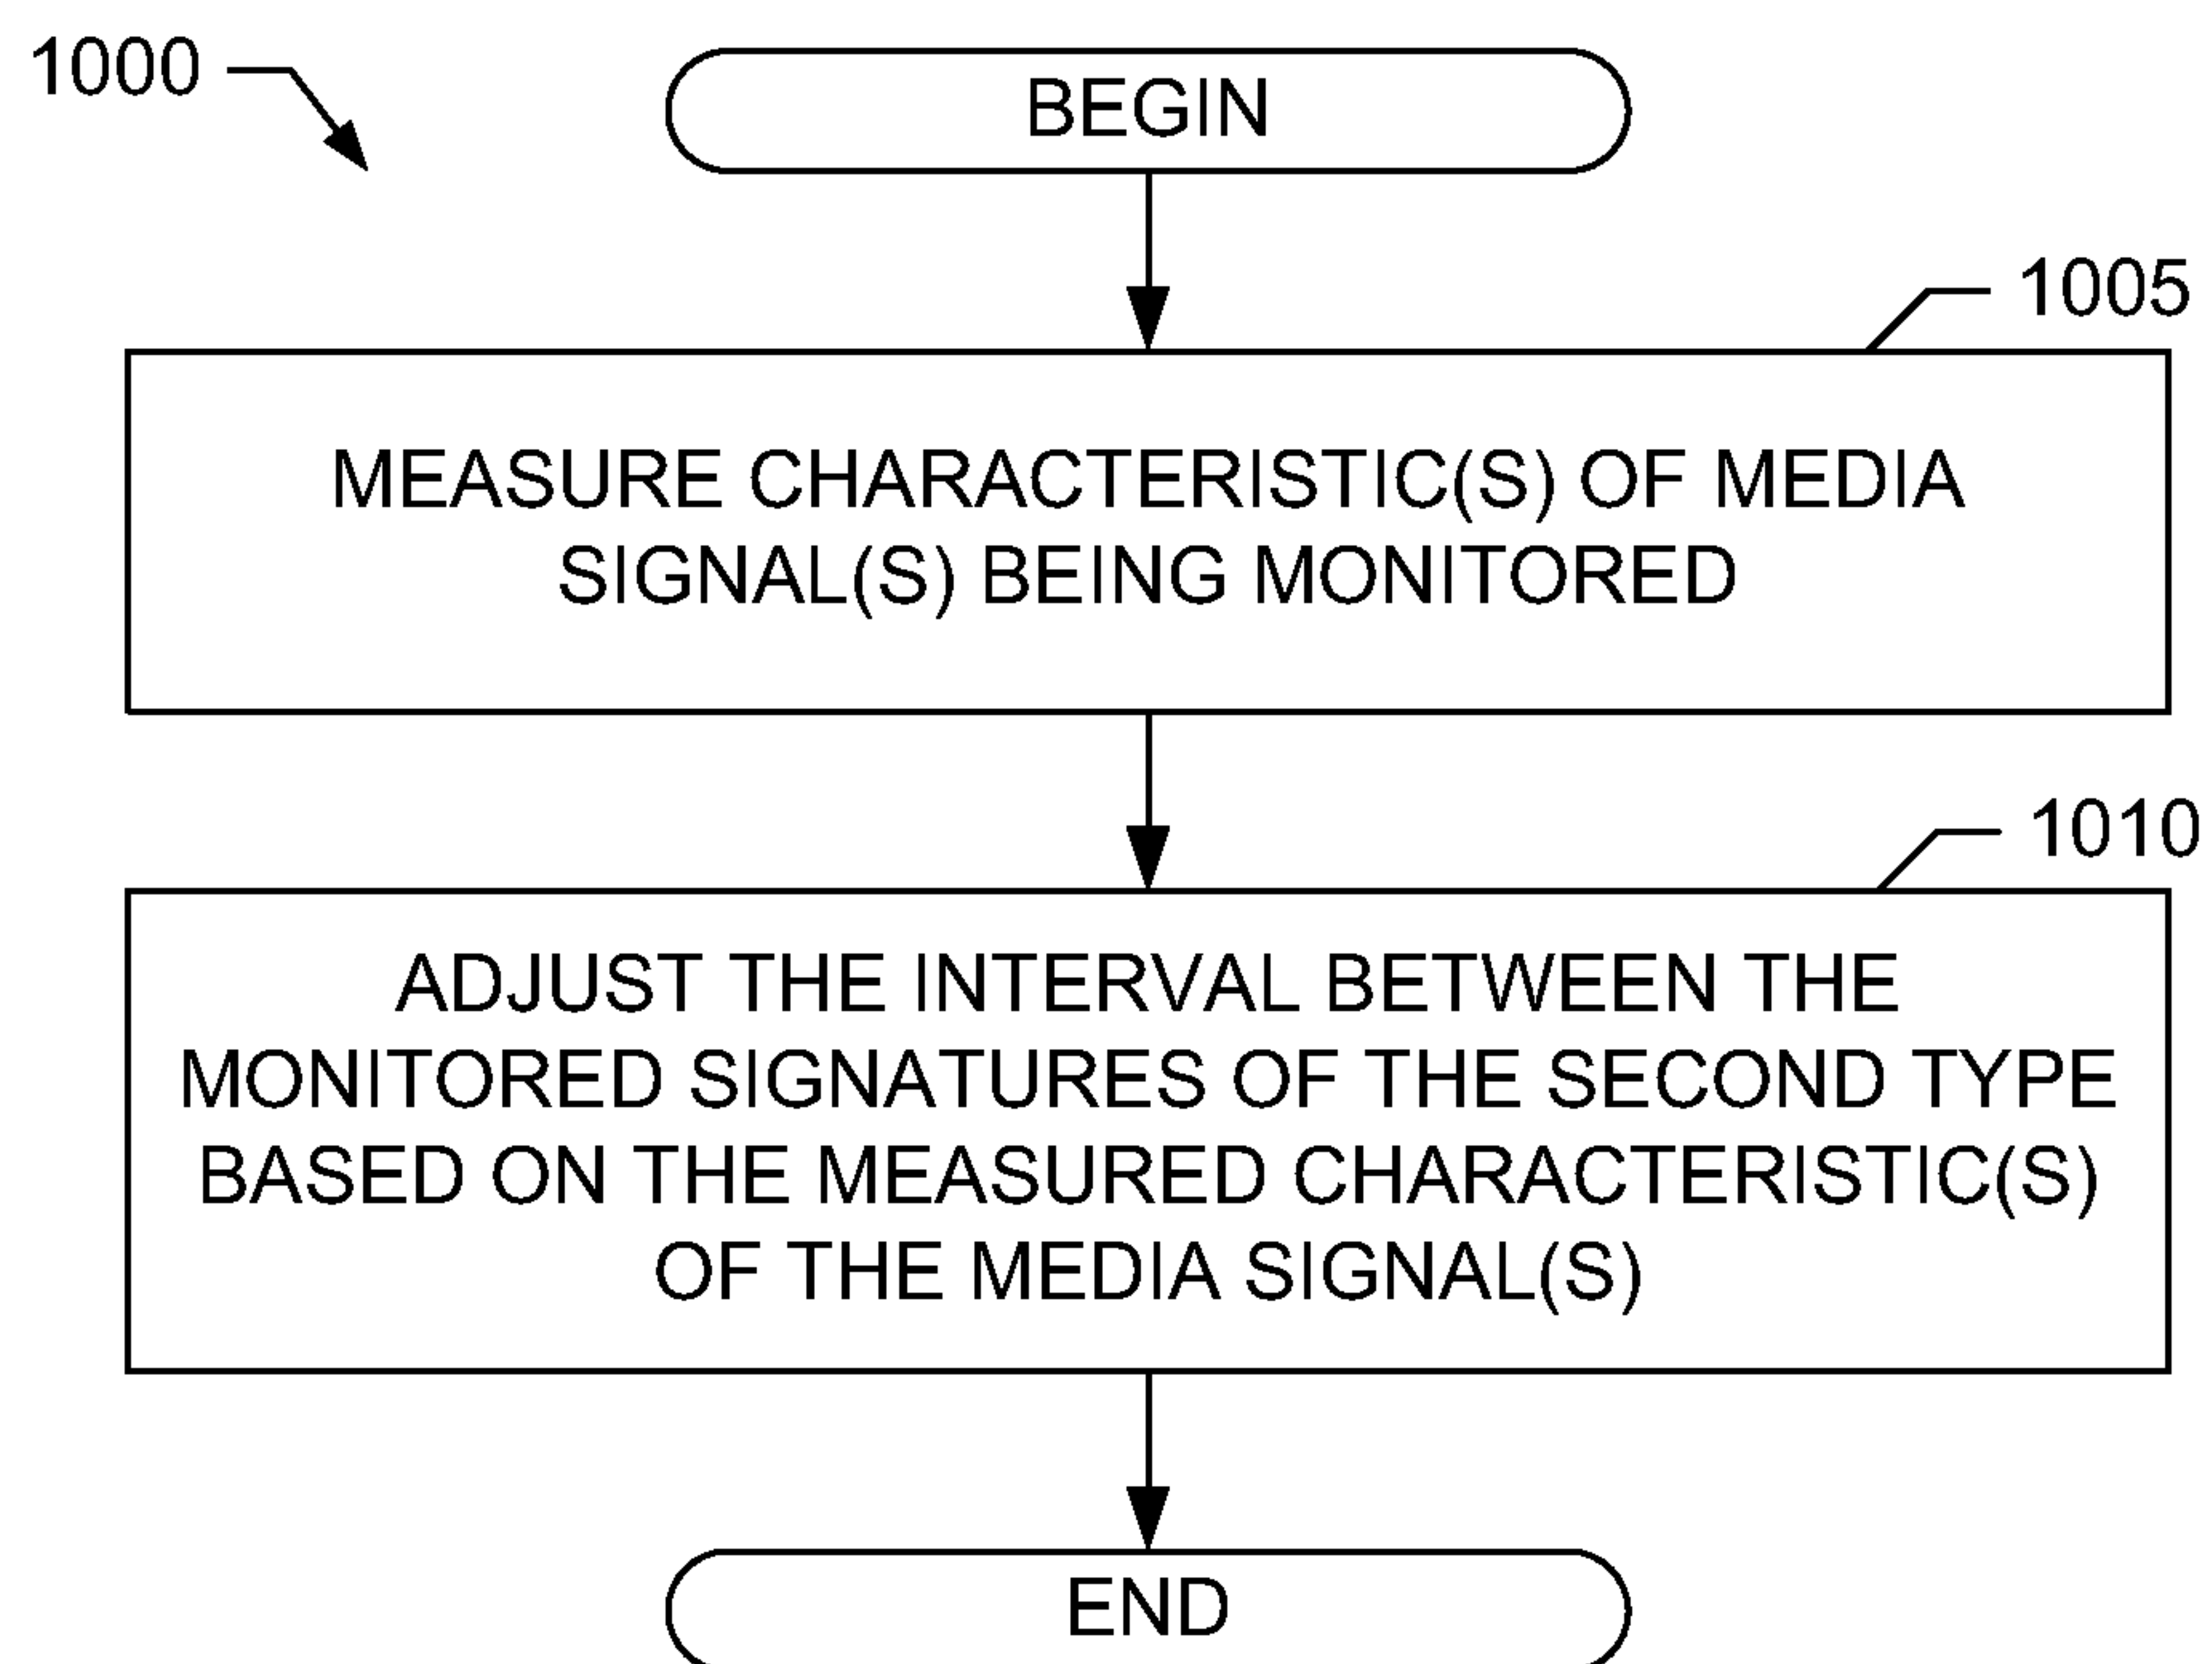 1000
BEGIN
1005
MEASURE CHARACTERISTIC(S) OF MEDIA
SIGNAL(S) BEING MONITORED
1010
ADJUST THE INTERVAL BETWEEN THE
MONITORED SIGNATURES OF THE SECOND TYPE
BASED ON THE MEASURED CHARACTERISTIC(S)
OF THE MEDIA SIGNAL(S)
END